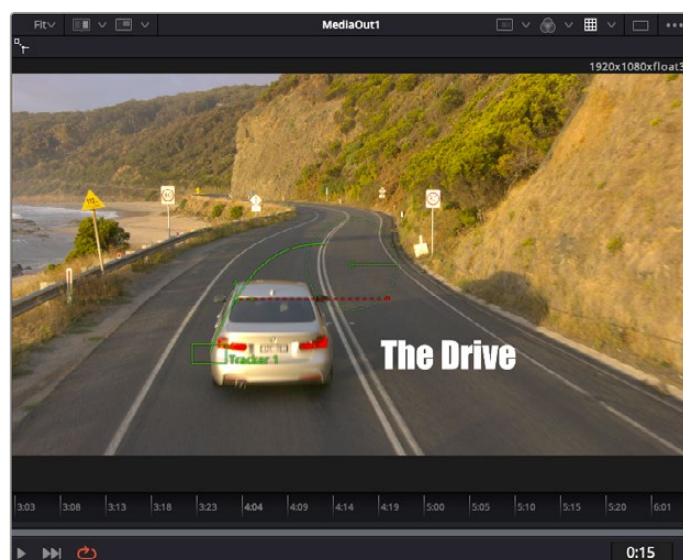 Fit MediaOut1
1920x1080xfloat3
Tracker 1
The Drive
3:03 3:08 3:13 3:18 3:23 4:04 4:09 4:14 4:19 5:00 5:05 5:10 5:15 5:20 6:01
0:15